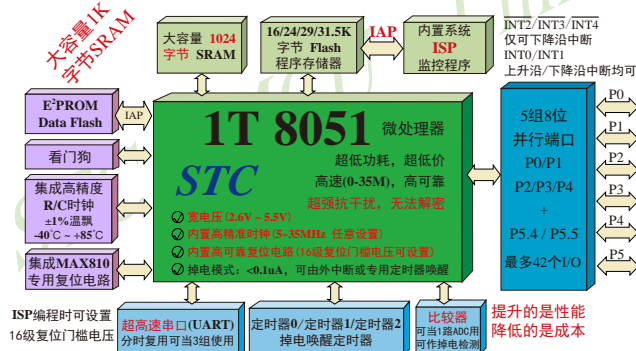 大容量1K
字节SRAM
大容量 1024
字节 SRAM
16/24/29/31.5K
字节 Flash
程序存储器
IAP
内置系统
ISP
监控程序
INT2/INT3/INT4
仅可下降沿中断
INT0/INT1
上升沿/下降沿中断均可
E²PROM
Data Flash
IAP
看门狗
集成高精度
R/C时钟
±1%温飘
-40℃ ~ +85℃
集成MAX810
专用复位电路
1T 8051 微处理器
STC
超低功耗，超低价
高速(0-35M)，高可靠
超强抗干扰，无法解密
宽电压(2.6V ~ 5.5V)
内置高精准时钟(5~35MHz 任意设置)
内置高可靠复位电路(16级复位门槛电压可设置)
掉电模式：<0.1uA，可由外中断或专用定时器唤醒
5组8位
并行端口
P0/P1
P2/P3/P4
+
P5.4 / P5.5
最多42个I/O
P0
P1
P2
P3
P4
P5
ISP编程时可设置
16级复位门槛电压
超高速串口(UART)
分时复用可当3组使用
定时器0/定时器1/定时器2
掉电唤醒定时器
比较器
可当1路ADC用
可作掉电检测
提升的是性能
降低的是成本